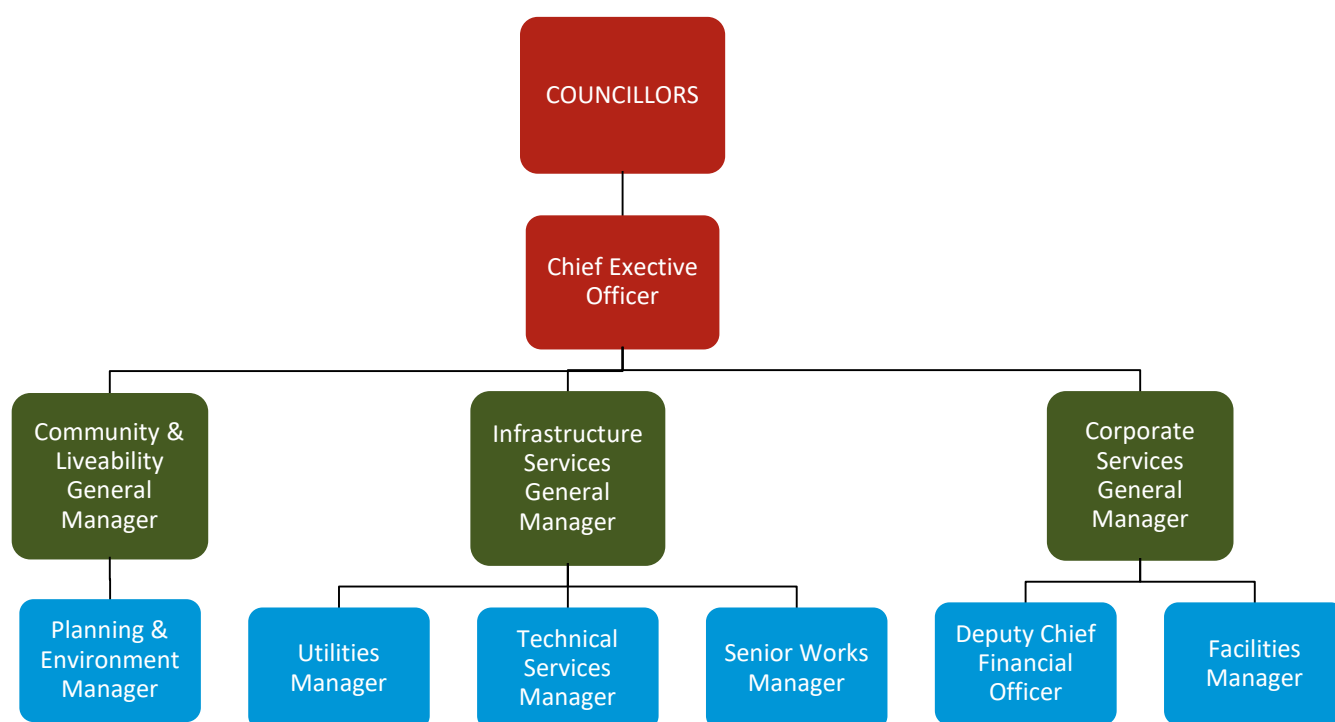 COUNCILLORS
Chief Exective
Officer
Community &
Liveability
General
Manager
Infrastructure
Services
General
Manager
Corporate
Services
General
Manager
Planning &
Environment
Manager
Utilities
Manager
Technical
Services
Manager
Senior Works
Manager
Deputy Chief
Financial
Officer
Facilities
Manager